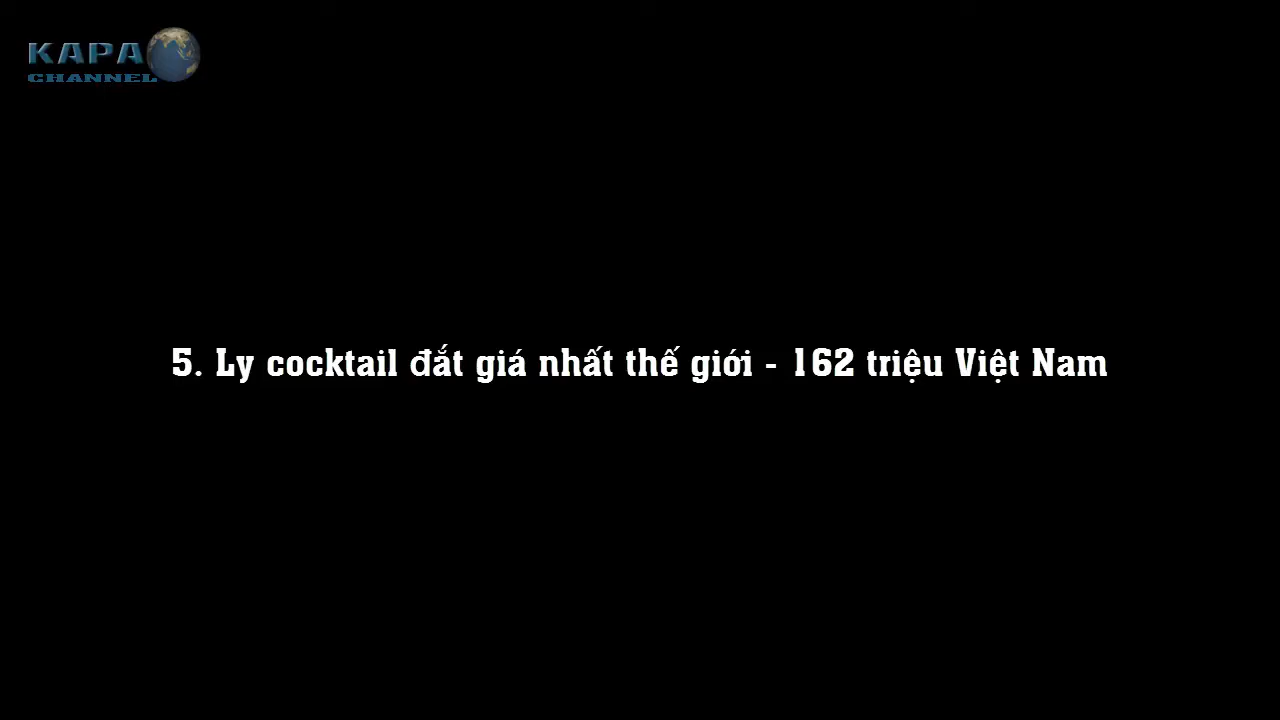 KAPA
CHANNEL
5. Ly cocktail đắt giá nhất thế giới - 162 triệu Việt Nam